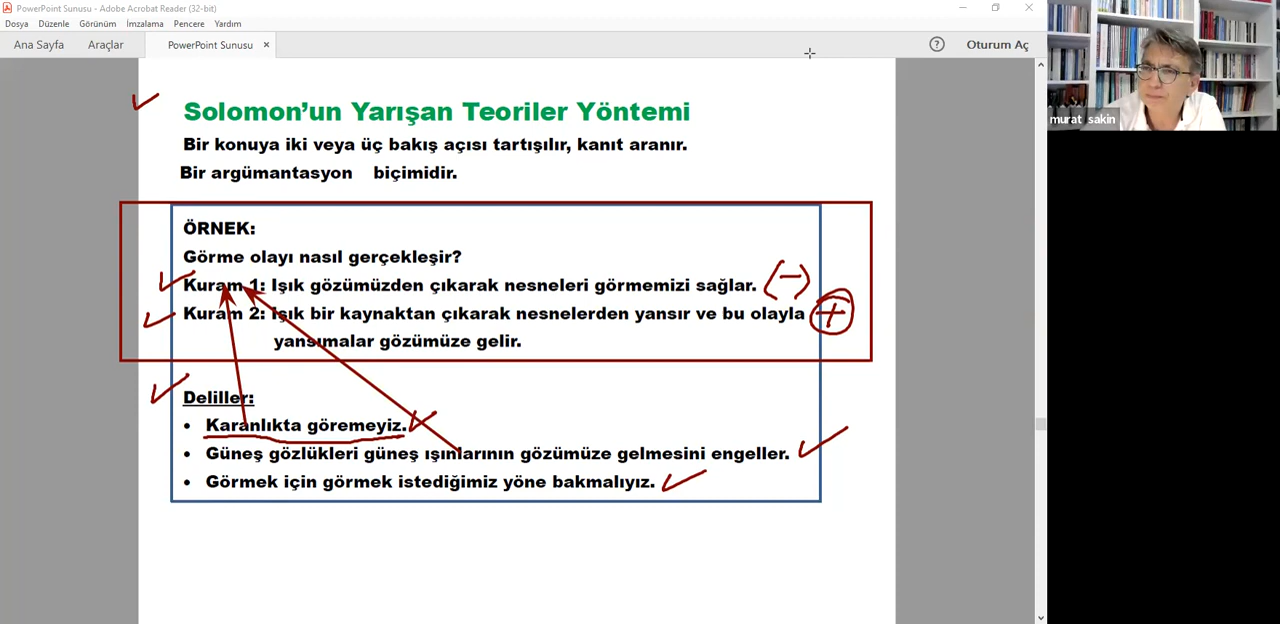 PowerPoint Sunusu - Adobe Acrobat Reader (32-bit)
Dosya Düzenle Görünüm İmzalama Pencere Yardım
Ana Sayfa Araçlar PowerPoint Sunusu × ? Oturum Aç
murat sakin
Solomon’un Yarışan Teoriler Yöntemi
Bir konuya iki veya üç bakış açısı tartışılır, kanıt aranır.
Bir argümantasyon biçimidir.
ÖRNEK:
Görme olayı nasıl gerçekleşir?
Kuram 1: Işık gözümüzden çıkarak nesneleri görmemizi sağlar. (-)
Kuram 2: Işık bir kaynaktan çıkarak nesnelerden yansır ve bu olayla +
yansımalar gözümüze gelir.
Deliller:
• Karanlıkta göremeyiz.
• Güneş gözlükleri güneş ışınlarının gözümüze gelmesini engeller.
• Görmek için görmek istediğimiz yöne bakmalıyız.